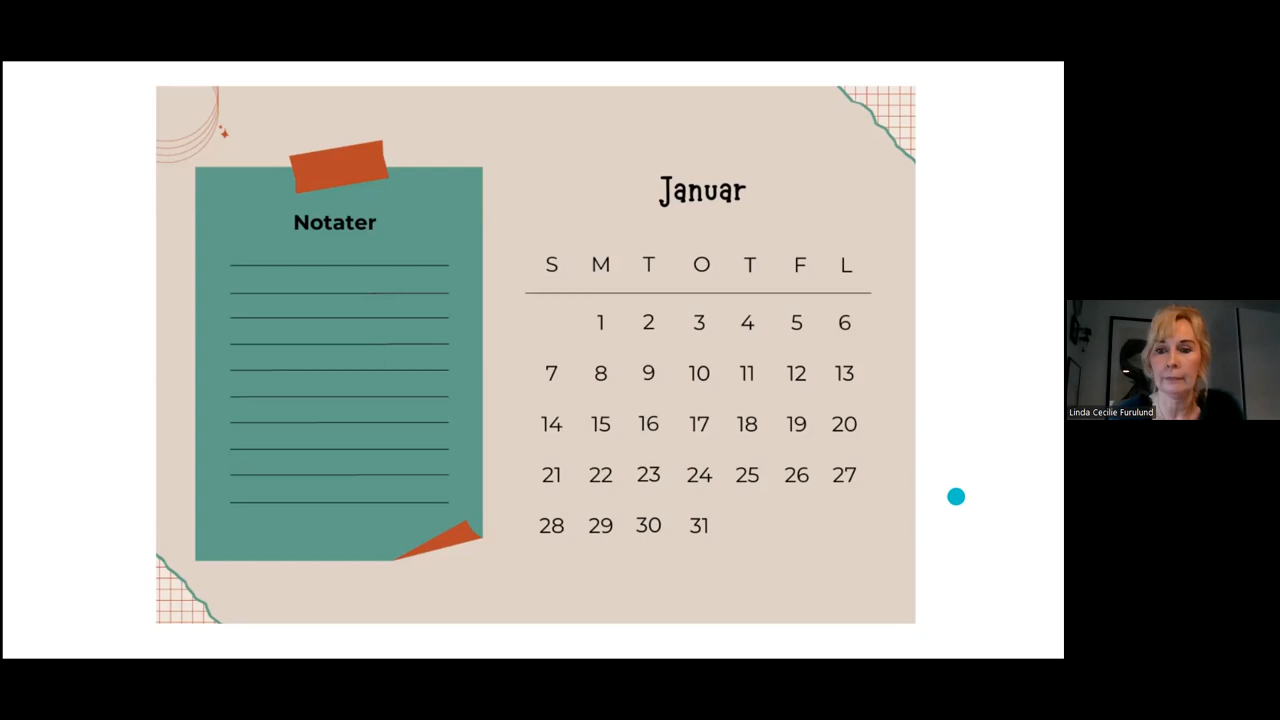 Notater
Januar
S M T O T F L
1 2 3 4 5 6
7 8 9 10 11 12 13
14 15 16 17 18 19 20
21 22 23 24 25 26 27
28 29 30 31
Linda Cecilie Furulund